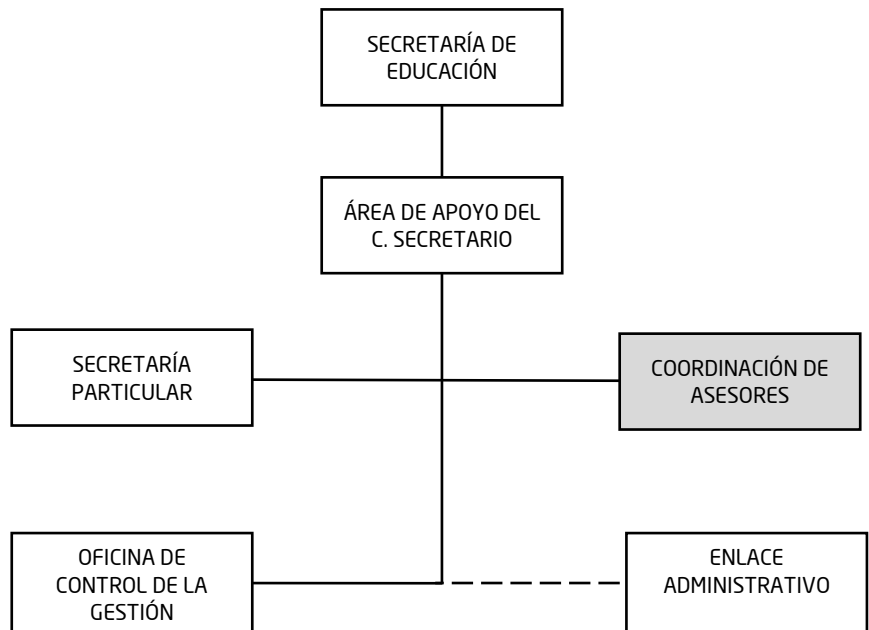 SECRETARÍA DE
EDUCACIÓN
ÁREA DE APOYO DEL
C. SECRETARIO
SECRETARÍA
PARTICULAR
COORDINACIÓN DE
ASESORES
OFICINA DE
CONTROL DE LA
GESTIÓN
ENLACE
ADMINISTRATIVO